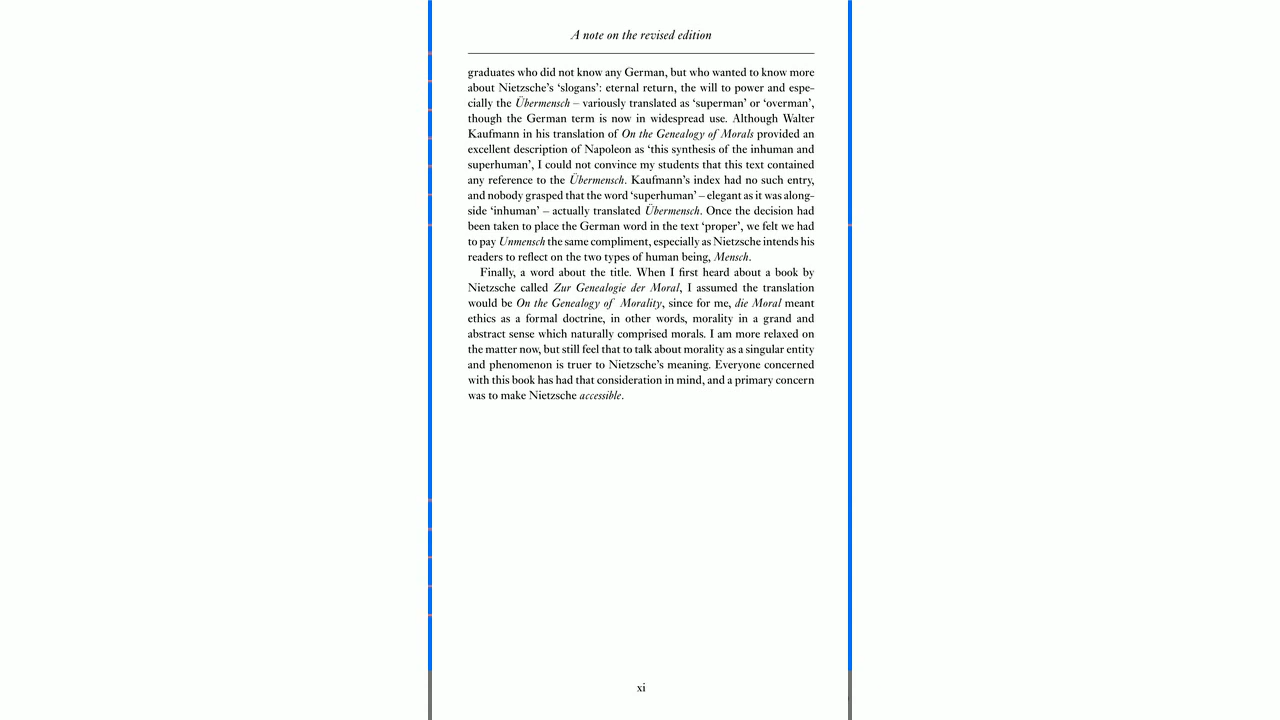 A note on the revised edition
graduates who did not know any German, but who wanted to know more
about Nietzsche's ‘slogans’: eternal return, the will to power and espe-
cially the Übermensch – variously translated as ‘superman’ or ‘overman’,
though the German term is now in widespread use. Although Walter
Kaufmann in his translation of On the Genealogy of Morals provided an
excellent description of Napoleon as ‘this synthesis of the inhuman and
superhuman’, I could not convince my students that this text contained
any reference to the Übermensch. Kaufmann's index had no such entry,
and nobody grasped that the word ‘superhuman’ – elegant as it was along-
side ‘inhuman’ – actually translated Übermensch. Once the decision had
been taken to place the German word in the text ‘proper’, we felt we had
to pay Unmensch the same compliment, especially as Nietzsche intends his
readers to reflect on the two types of human being, Mensch.
Finally, a word about the title. When I first heard about a book by
Nietzsche called Zur Genealogie der Moral, I assumed the translation
would be On the Genealogy of Morality, since for me, die Moral meant
ethics as a formal doctrine, in other words, morality in a grand and
abstract sense which naturally comprised morals. I am more relaxed on
the matter now, but still feel that to talk about morality as a singular entity
and phenomenon is truer to Nietzsche's meaning. Everyone concerned
with this book has had that consideration in mind, and a primary concern
was to make Nietzsche accessible.
xi